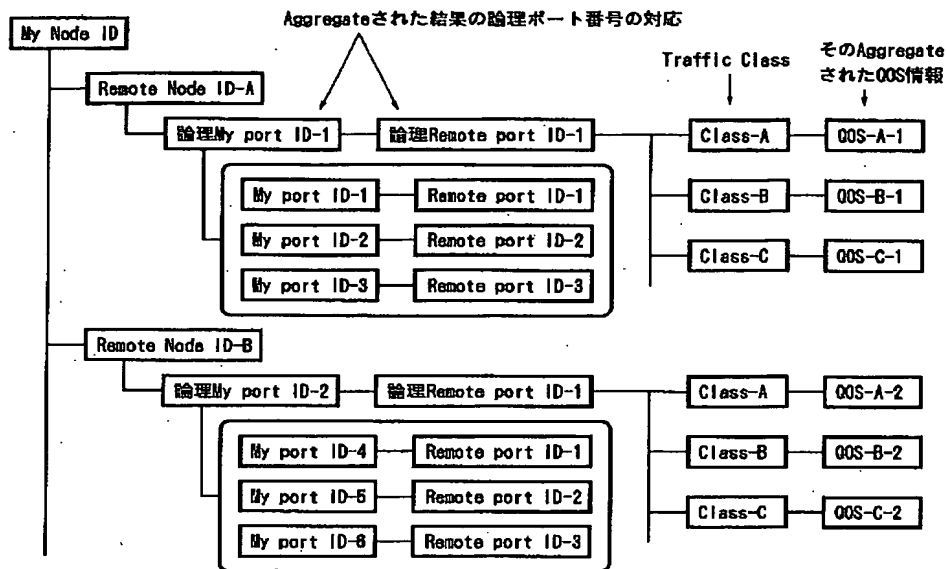 Aggregateされた結果の論理ポート番号の対応
My Node ID
Traffic Class
そのAggregate
されたQOS情報
Remote Node ID-A
論理My port ID-1 論理Remote port ID-1 Class-A QOS-A-1
My port ID-1 Remote port ID-1 Class-B QOS-B-1
My port ID-2 Remote port ID-2 Class-C QOS-C-1
My port ID-3 Remote port ID-3
Remote Node ID-B
論理My port ID-2 論理Remote port ID-1 Class-A QOS-A-2
My port ID-4 Remote port ID-1 Class-B QOS-B-2
My port ID-5 Remote port ID-2 Class-C QOS-C-2
My port ID-6 Remote port ID-3